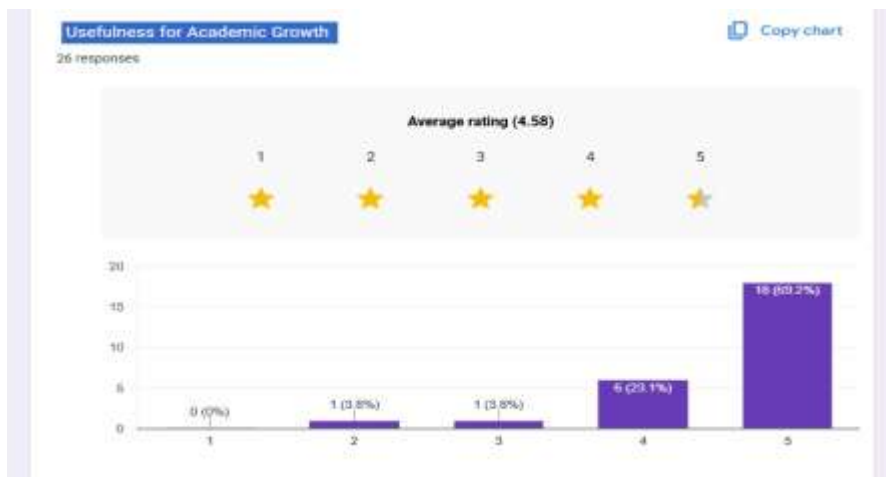 Usefulness for Academic Growth
Copy chart
26 responses
Average rating (4.58)
1 2 3 4 5
20
15
10
5
0
0 (0%)
1 (3.8%)
1 (3.8%)
6 (23.1%)
18 (69.2%)
1 2 3 4 5